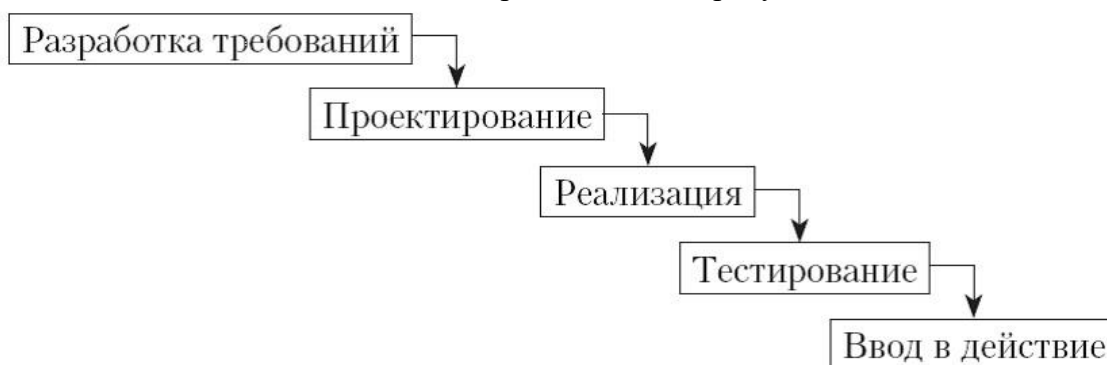 Разработка требований
Проектирование
Реализация
Тестирование
Ввод в действие